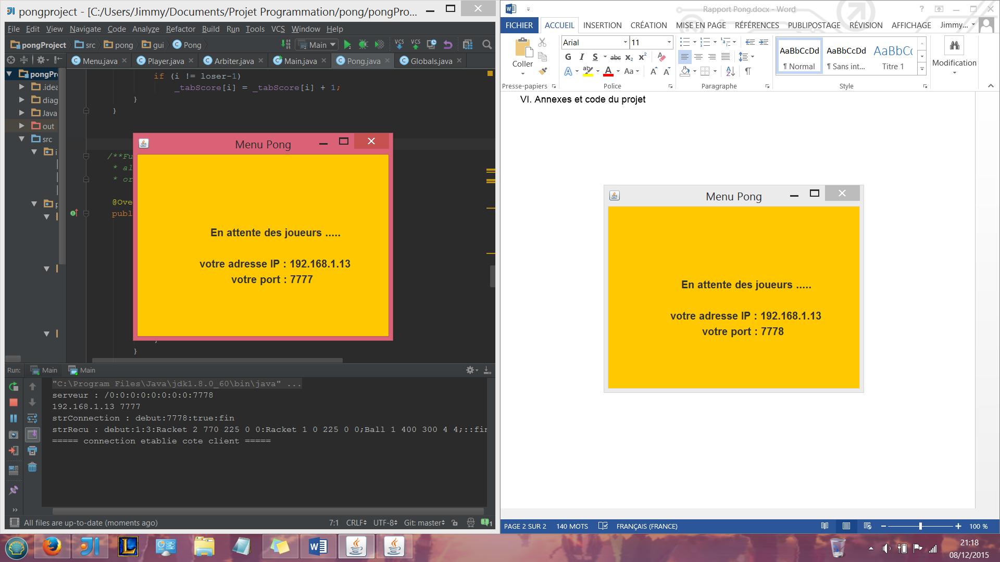 pongproject - [C:/Users/Jimmy/Documents/Projet Programmation/pong/pongPro...
File Edit View Navigate Code Analyze Refactor Build Run Tools VCS Window Help
pongProject src pong gui Pong Main VCS VCS
Menu.java Player.java Arbiter.java Main.java Pong.java Globals.java
pongPr
.idea
diag
Java
out
src
i
if (i != loser-1)
_tabScore[i] = _tabScore[i] + 1;
}
}
/**Fu
* al
* or
@Ove
publ
}
Menu Pong
En attente des joueurs .....
votre adresse IP : 192.168.1.13
votre port : 7777
Run: Main Main
"C:\Program Files\Java\jdk1.8.0_60\bin\java" ...
serveur : /0:0:0:0:0:0:0:0:7778
192.168.1.13 7777
strConnection : debut:7778:true:fin
strRecu : debut:1:3:Racket 2 770 225 0 0:Racket 1 0 225 0 0;Ball 1 400 300 4 4;::fin
===== connection etablie cote client =====
All files are up-to-date (moments ago) 7:1 CRLF UTF-8 Git: master 1
Rapport Pong.docx - Word
FICHIER ACCUEIL INSERTION CRÉATION MISE EN PAGE RÉFÉRENCES PUBLIPOSTAGE RÉVISION AFFICHAGE Jimmy...
Coller
Presse-papiers
Arial 11
G I S abc X₂ X²
A ab A Aa A A
Police
Paragraphe
AaBbCcDd AaBbCcDd AaBbCc
¶ Normal ¶ Sans int... Titre 1
Style
Modification
VI. Annexes et code du projet
Menu Pong
En attente des joueurs .....
votre adresse IP : 192.168.1.13
votre port : 7778
PAGE 2 SUR 2 140 MOTS FRANÇAIS (FRANCE) 100 %
21:18
08/12/2015